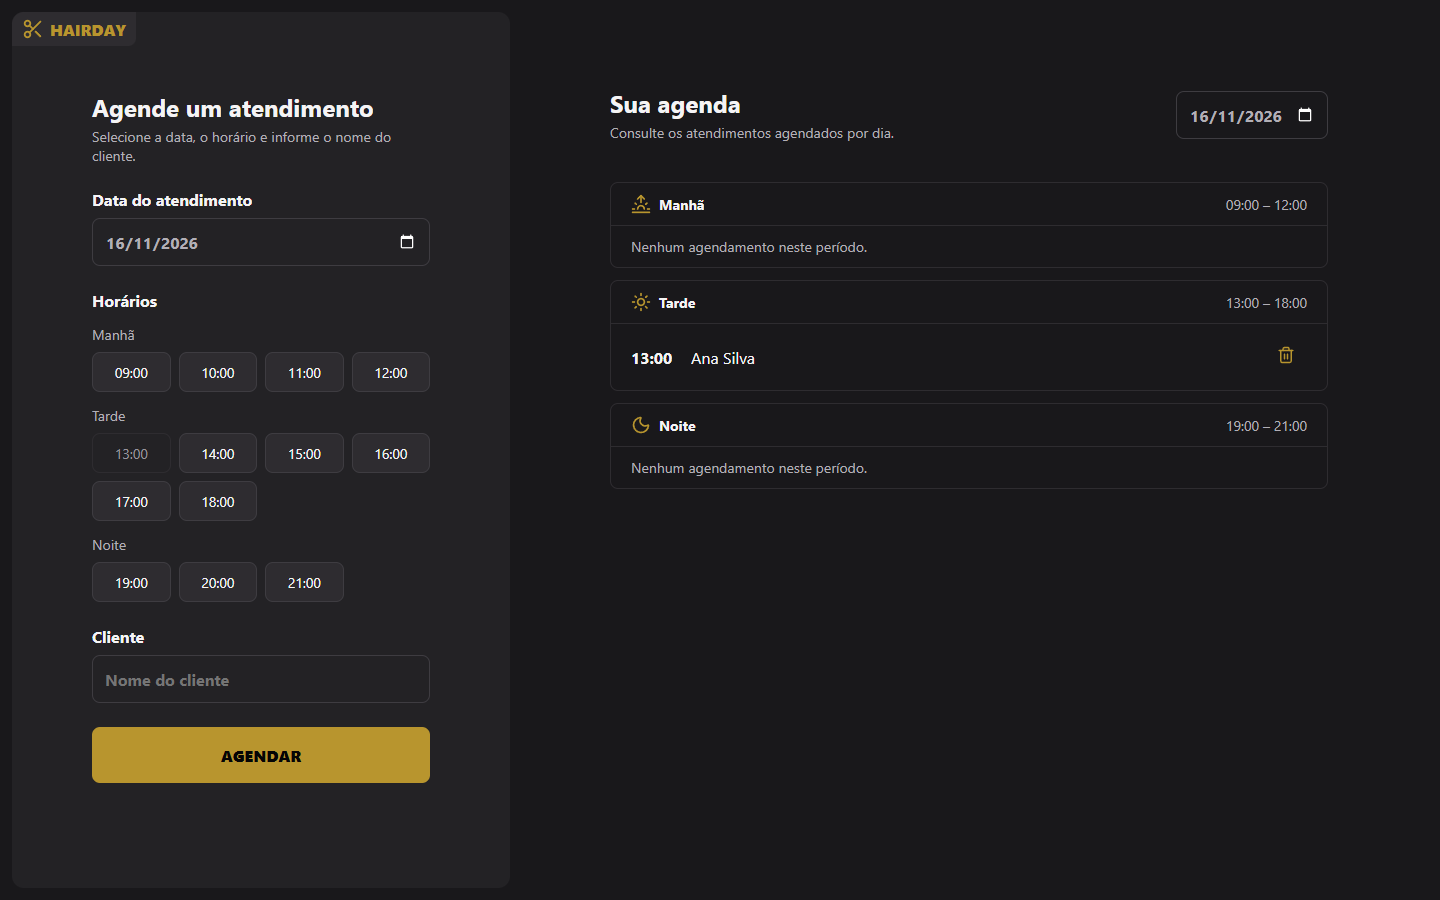 HAIRDAY
Agende um atendimento
Selecione a data, o horário e informe o nome do
cliente.
Data do atendimento
16/11/2026
Horários
Manhã
09:00 10:00 11:00 12:00
Tarde
13:00 14:00 15:00 16:00
17:00 18:00
Noite
19:00 20:00 21:00
Cliente
Nome do cliente
AGENDAR
Sua agenda
Consulte os atendimentos agendados por dia.
16/11/2026
Manhã 09:00 – 12:00
Nenhum agendamento neste período.
Tarde 13:00 – 18:00
13:00 Ana Silva
Noite 19:00 – 21:00
Nenhum agendamento neste período.